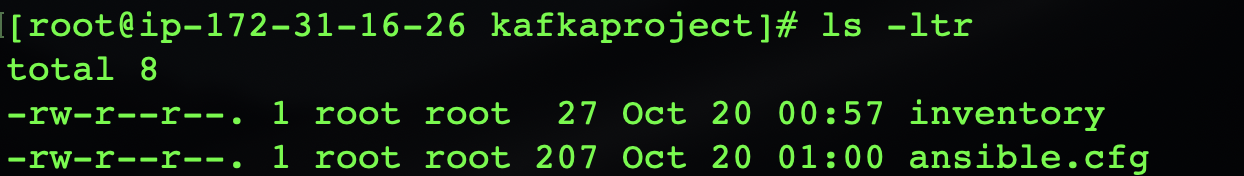 [root@ip-172-31-16-26 kafkaproject]# ls -ltr
total 8
-rw-r--r--. 1 root root  27 Oct 20 00:57 inventory
-rw-r--r--. 1 root root 207 Oct 20 01:00 ansible.cfg